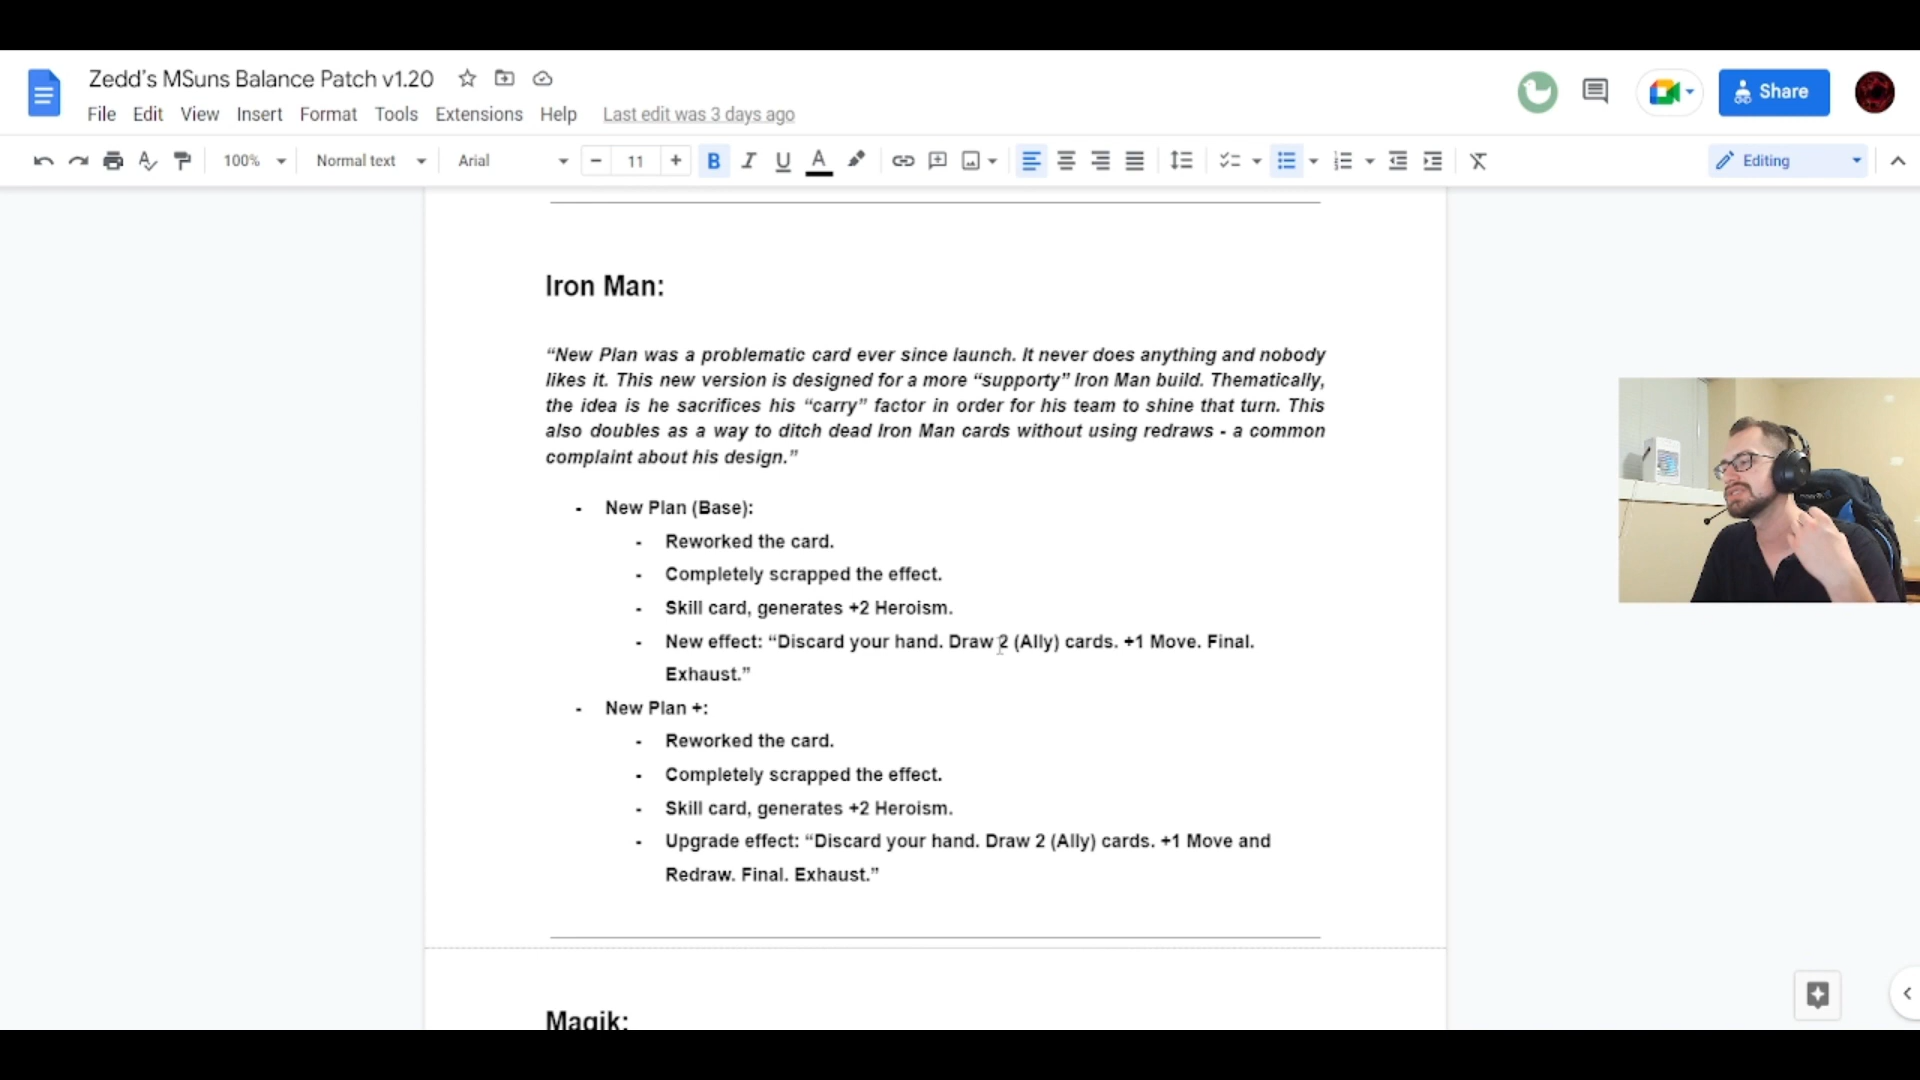 Zedd's MSuns Balance Patch v1.20
File Edit View Insert Format Tools Extensions Help Last edit was 3 days ago
Share
100% Normal text Arial 11 Editing
Iron Man:
“New Plan was a problematic card ever since launch. It never does anything and nobody
likes it. This new version is designed for a more “supporty” Iron Man build. Thematically,
the idea is he sacrifices his “carry” factor in order for his team to shine that turn. This
also doubles as a way to ditch dead Iron Man cards without using redraws - a common
complaint about his design.”
- New Plan (Base):
- Reworked the card.
- Completely scrapped the effect.
- Skill card, generates +2 Heroism.
- New effect: “Discard your hand. Draw 2 (Ally) cards. +1 Move. Final.
Exhaust.”
- New Plan +:
- Reworked the card.
- Completely scrapped the effect.
- Skill card, generates +2 Heroism.
- Upgrade effect: “Discard your hand. Draw 2 (Ally) cards. +1 Move and
Redraw. Final. Exhaust.”
Magik: